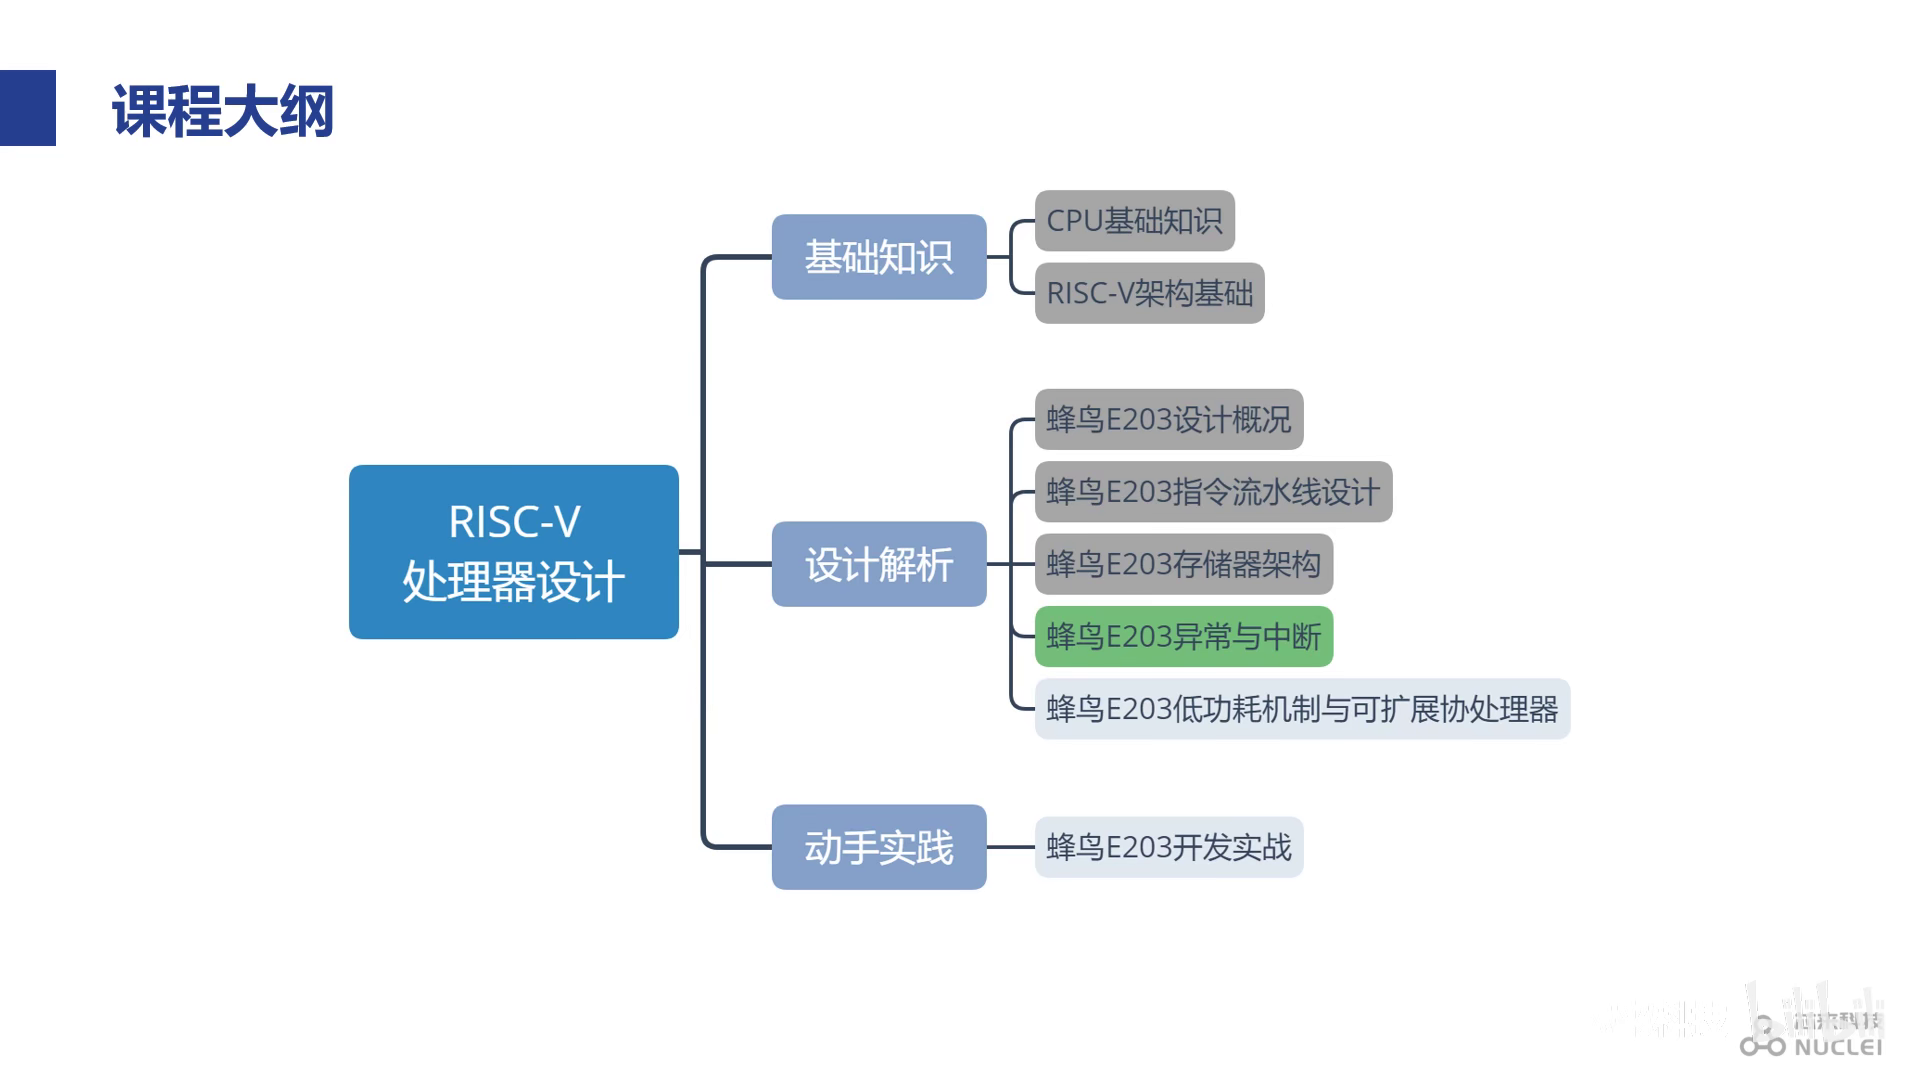 课程大纲
RISC-V
处理器设计
基础知识
CPU基础知识
RISC-V架构基础
设计解析
蜂鸟E203设计概况
蜂鸟E203指令流水线设计
蜂鸟E203存储器架构
蜂鸟E203异常与中断
蜂鸟E203低功耗机制与可扩展协处理器
动手实践
蜂鸟E203开发实战
芯来科技
NUCLEI